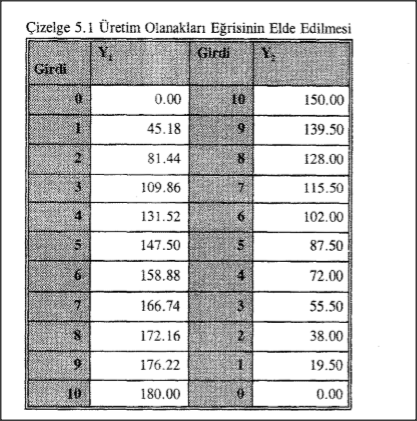 Çizelge 5.1 Üretim Olanakları Eğrisinin Elde Edilmesi
Girdi Y₁ Girdi Y₂
0 0.00 10 150.00
1 45.18 9 139.50
2 81.44 8 128.00
3 109.86 7 115.50
4 131.52 6 102.00
5 147.50 5 87.50
6 158.88 4 72.00
7 166.74 3 55.50
8 172.16 2 38.00
9 176.22 1 19.50
10 180.00 0 0.00